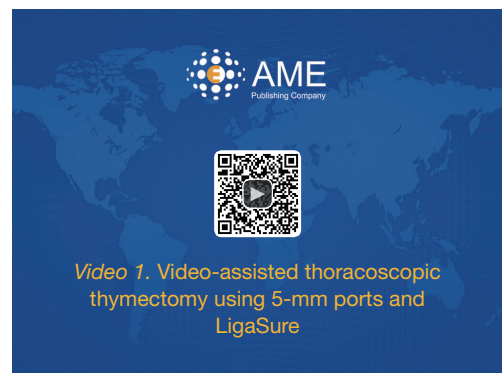 E AME
Publishing Company
Video 1. Video-assisted thoracoscopic
thymectomy using 5-mm ports and
LigaSure